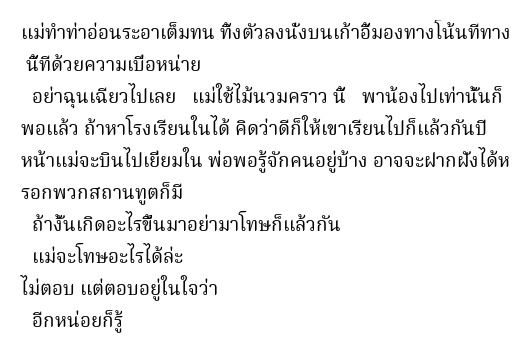 แม่ทำท่าอ่อนระอาเต็มทน ทิ้งตัวลงนั่งบนเก้าอี้มองทางโน้นทีทาง
นี้ทีด้วยความเบื่อหน่าย
อย่าฉุนเฉียวไปเลย แม่ใช้ไม้นวมคราว นี้ พาน้องไปเท่านั้นก็
พอแล้ว ถ้าหาโรงเรียนในได้ คิดว่าดีก็ให้เขาเรียนไปก็แล้วกันปี
หน้าแม่จะบินไปเยี่ยมใน พ่อพอรู้จักคนอยู่บ้าง อาจจะฝากฝังได้ห
รอกพวกสถานทูตก็มี
ถ้างั้นเกิดอะไรขึ้นมาอย่ามาโทษก็แล้วกัน
แม่จะโทษอะไรได้ล่ะ
ไม่ตอบ แต่ตอบอยู่ในใจว่า
อีกหน่อยก็รู้